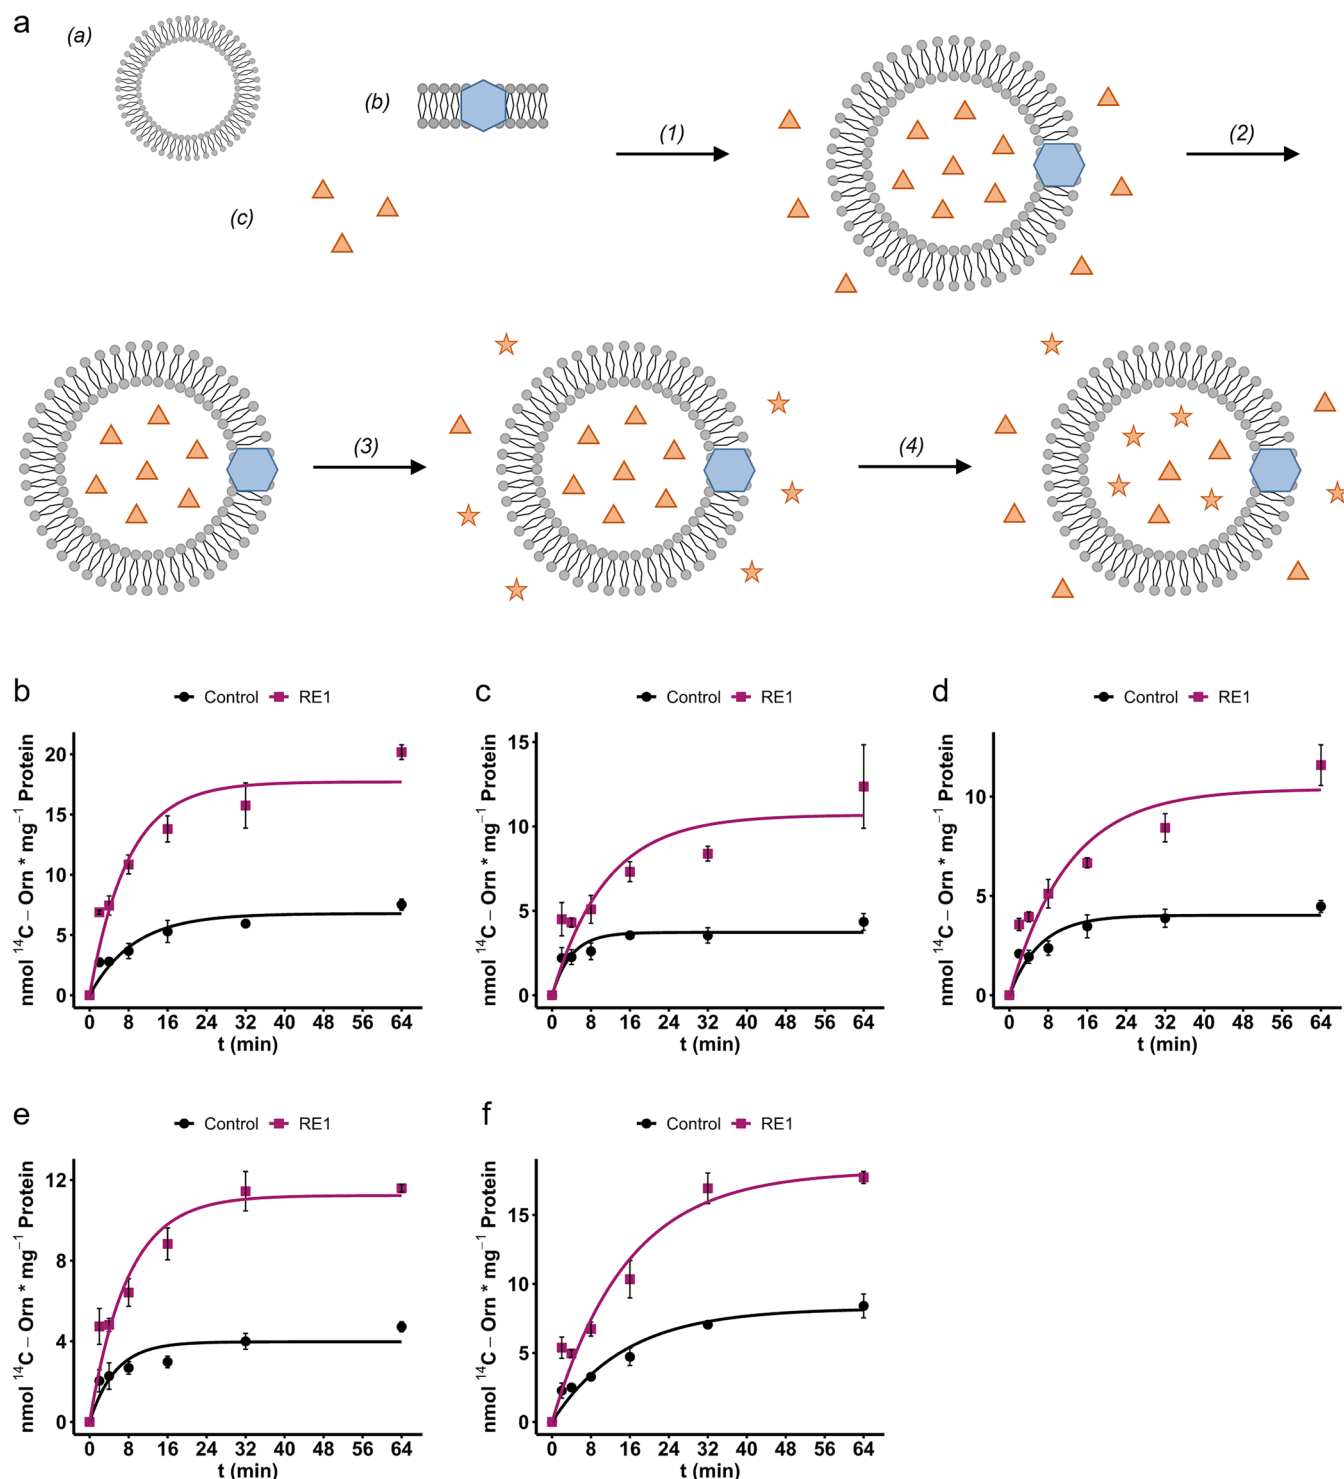 a
(a)
(b)
(c)
(1)
(2)
(3)
(4)
b
Control RE1
nmol ¹⁴C – Orn * mg⁻¹ Protein
20
15
10
5
0
0 8 16 24 32 40 48 56 64
t (min)
c
Control RE1
nmol ¹⁴C – Orn * mg⁻¹ Protein
15
10
5
0
0 8 16 24 32 40 48 56 64
t (min)
d
Control RE1
nmol ¹⁴C – Orn * mg⁻¹ Protein
10
5
0
0 8 16 24 32 40 48 56 64
t (min)
e
Control RE1
nmol ¹⁴C – Orn * mg⁻¹ Protein
12
8
4
0
0 8 16 24 32 40 48 56 64
t (min)
f
Control RE1
nmol ¹⁴C – Orn * mg⁻¹ Protein
15
10
5
0
0 8 16 24 32 40 48 56 64
t (min)